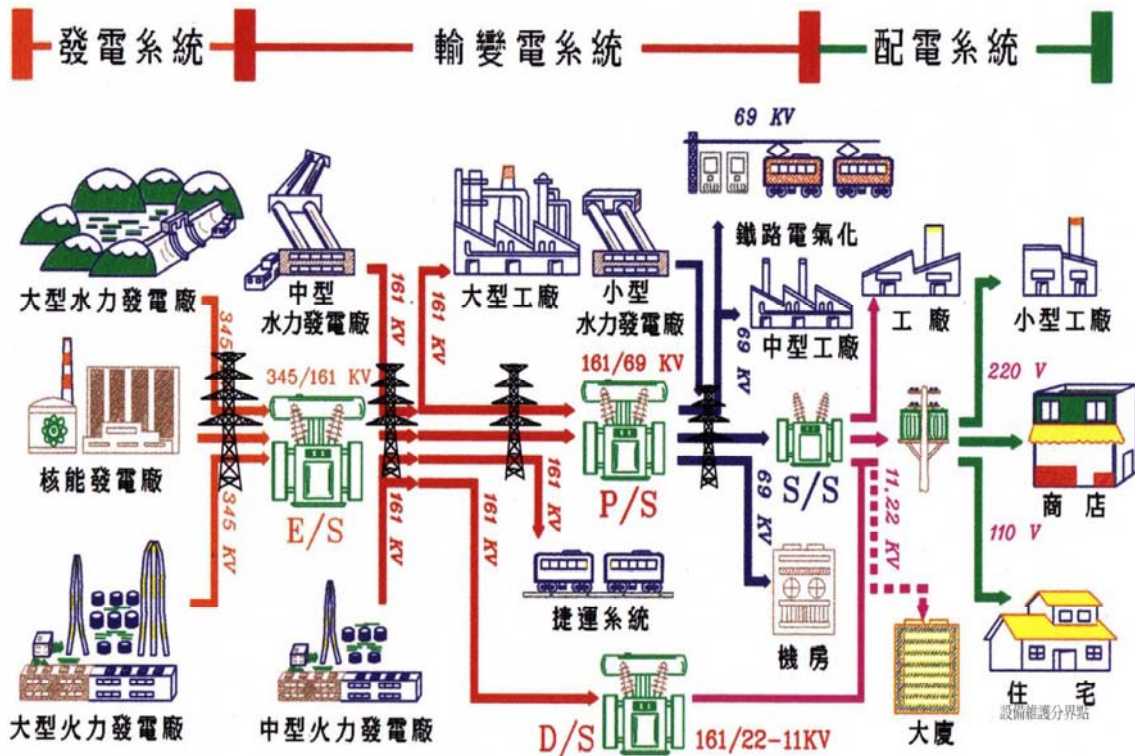 發電系統
輸變電系統
配電系統
69 KV
大型水力發電廠
中型
水力發電廠
大型工廠
小型
水力發電廠
鐵路電氣化
中型工廠
工廠
小型工廠
345
161 KV
161 KV
69 KV
345/161 KV
161/69 KV
220 V
核能發電廠
E/S
P/S
S/S
商店
345 KV
161 KV
161 KV
161 KV
69 KV
11,22 KV
110 V
捷運系統
機房
大型火力發電廠
中型火力發電廠
D/S
161/22-11KV
大廈
住宅
設備維護分界點